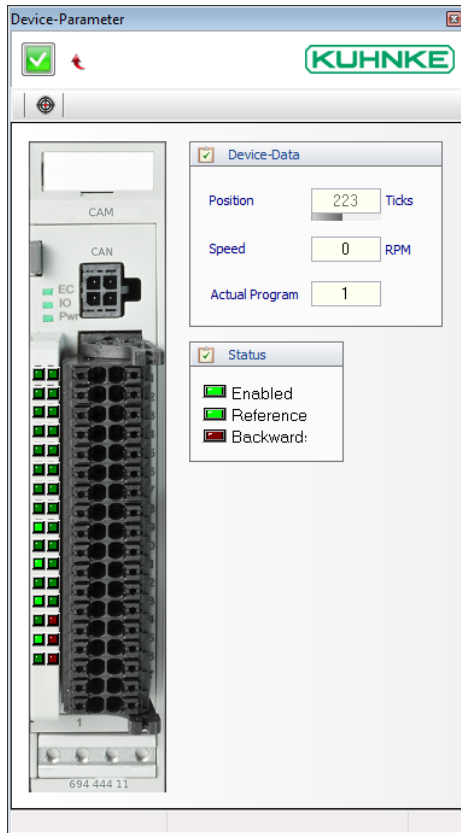 Device-Parameter
KUHNKE
CAM
CAN
EC
IO
Pwr
1
694 444 11
Device-Data
Position 223 Ticks
Speed 0 RPM
Actual Program 1
Status
Enabled
Reference
Backward: